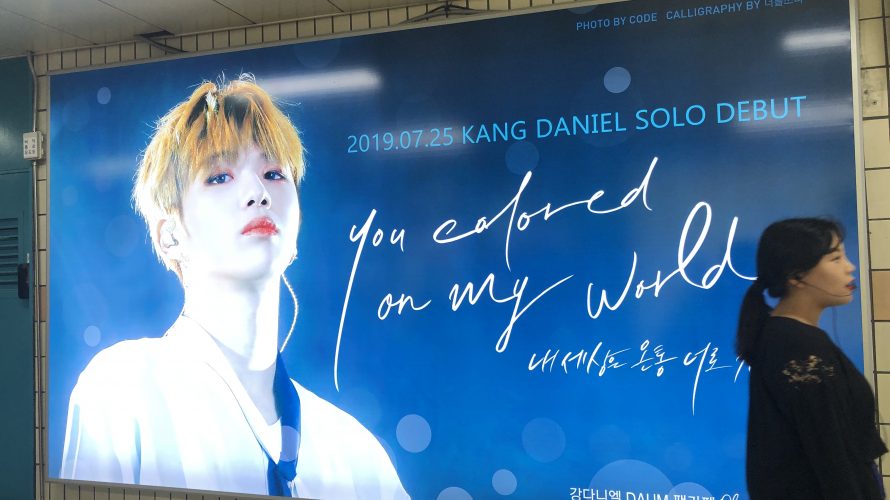 PHOTO BY CODE CALLIGRAPHY BY
2019.07.25 KANG DANIEL SOLO DEBUT
you colored
on my world
내 세상은 온통 너로
강다니엘 DAUM 팬카페